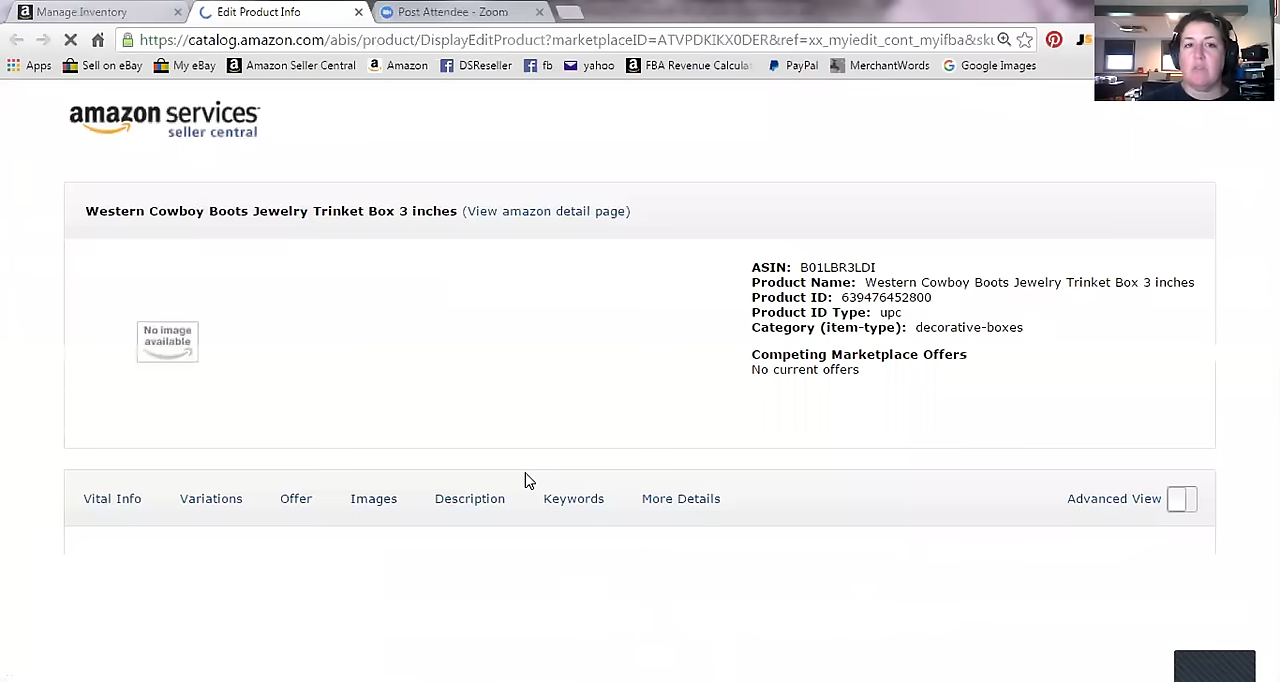 Manage Inventory
Edit Product Info
Post Attendee - Zoom
https://catalog.amazon.com/abis/product/DisplayEditProduct?marketplaceID=ATVPDKIKX0DER&ref=xx_myiedit_cont_myifba&sku
Apps Sell on eBay My eBay Amazon Seller Central Amazon FBA Revenue Calcula DSReseller fb yahoo FBA Revenue Calcula PayPal MerchantWords Google Images
amazon services
seller central
Western Cowboy Boots Jewelry Trinket Box 3 inches (View amazon detail page)
No image
available
ASIN: B01LBR3LDI
Product Name: Western Cowboy Boots Jewelry Trinket Box 3 inches
Product ID: 639476452800
Product ID Type: upc
Category (item-type): decorative-boxes
Competing Marketplace Offers
No current offers
Vital Info Variations Offer Images Description Keywords More Details Advanced View